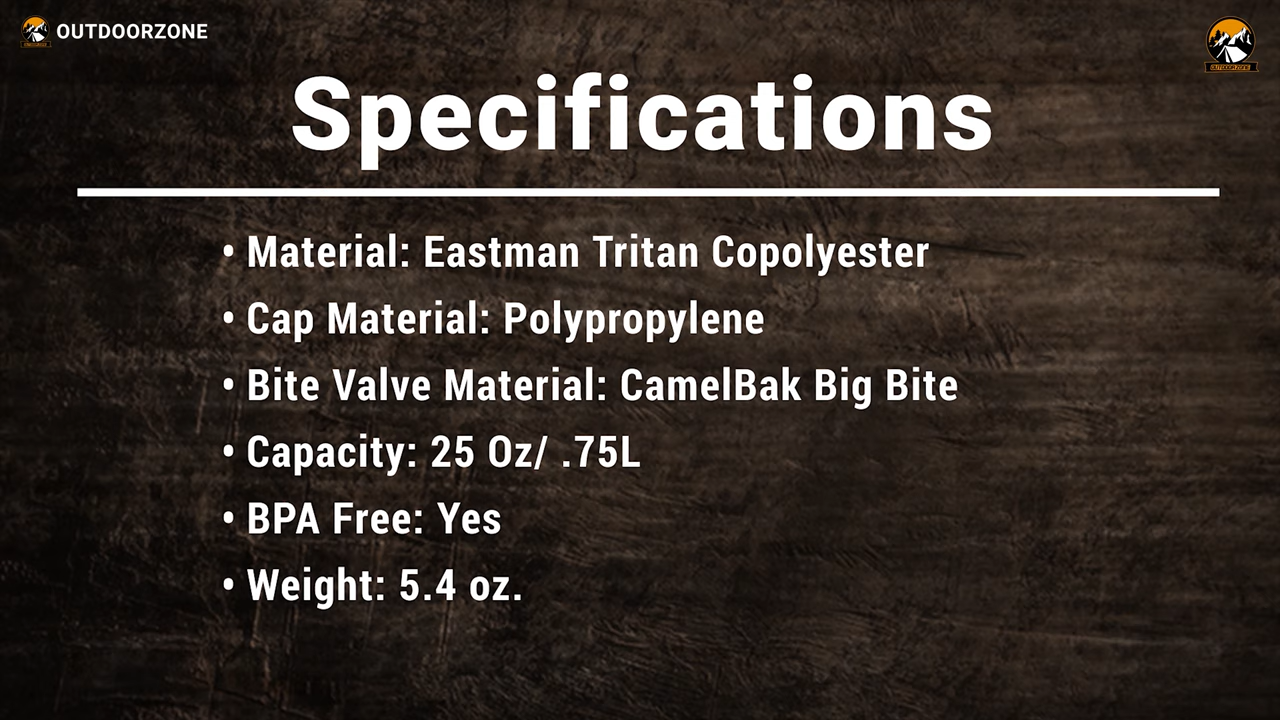 OUTDOORZONE
OUTDOORZONE
Specifications
• Material: Eastman Tritan Copolyester
• Cap Material: Polypropylene
• Bite Valve Material: CamelBak Big Bite
• Capacity: 25 Oz/ .75L
• BPA Free: Yes
• Weight: 5.4 oz.